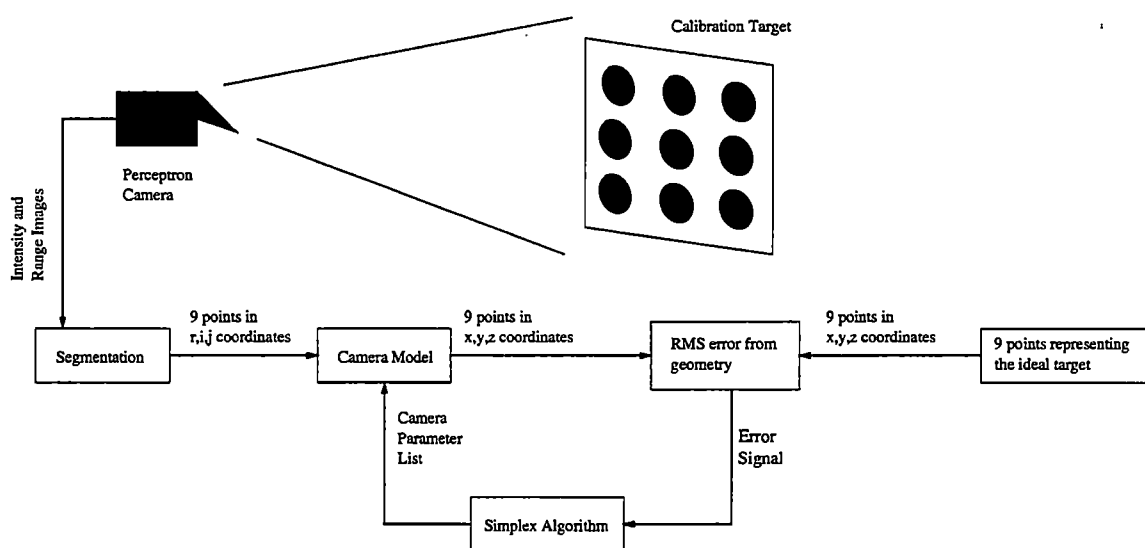 Calibration Target
Perceptron
Camera
Intensity and
Range Images
9 points in
r,i,j coordinates
9 points in
x,y,z coordinates
9 points in
x,y,z coordinates
Segmentation
Camera Model
RMS error from
geometry
9 points representing
the ideal target
Camera
Parameter
List
Error
Signal
Simplex Algorithm